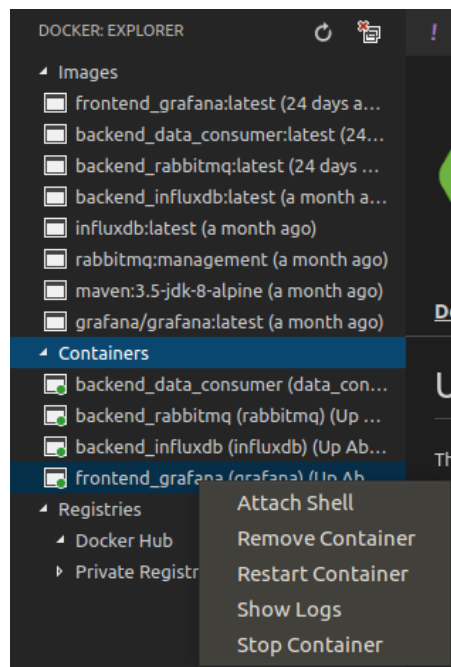 DOCKER: EXPLORER
!
Images
frontend_grafana:latest (24 days a...
backend_data_consumer:latest (24...
backend_rabbitmq:latest (24 days ...
backend_influxdb:latest (a month a...
influxdb:latest (a month ago)
rabbitmq:management (a month ago)
maven:3.5-jdk-8-alpine (a month ago)
grafana/grafana:latest (a month ago)
Containers
backend_data_consumer (data_con...
backend_rabbitmq (rabbitmq) (Up ...
backend_influxdb (influxdb) (Up Ab...
frontend_grafana (grafana) (Up Ab
Registries
Docker Hub
Private Registr
Attach Shell
Remove Container
Restart Container
Show Logs
Stop Container